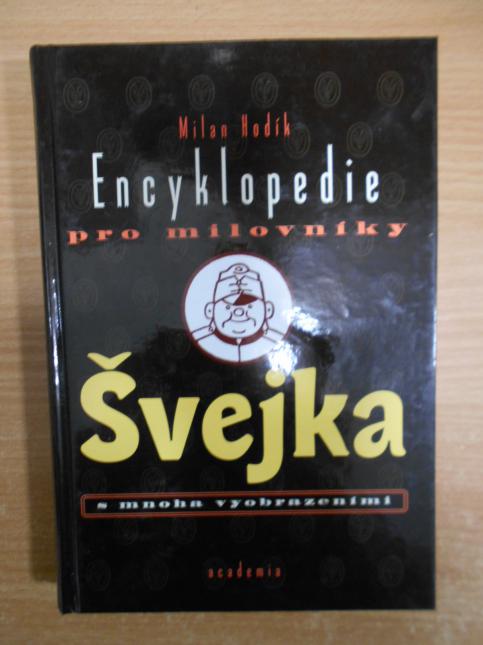 Milan Hodík
Encyklopedie
pro milovníky
Švejka
s mnoha vyobrazeními
academia